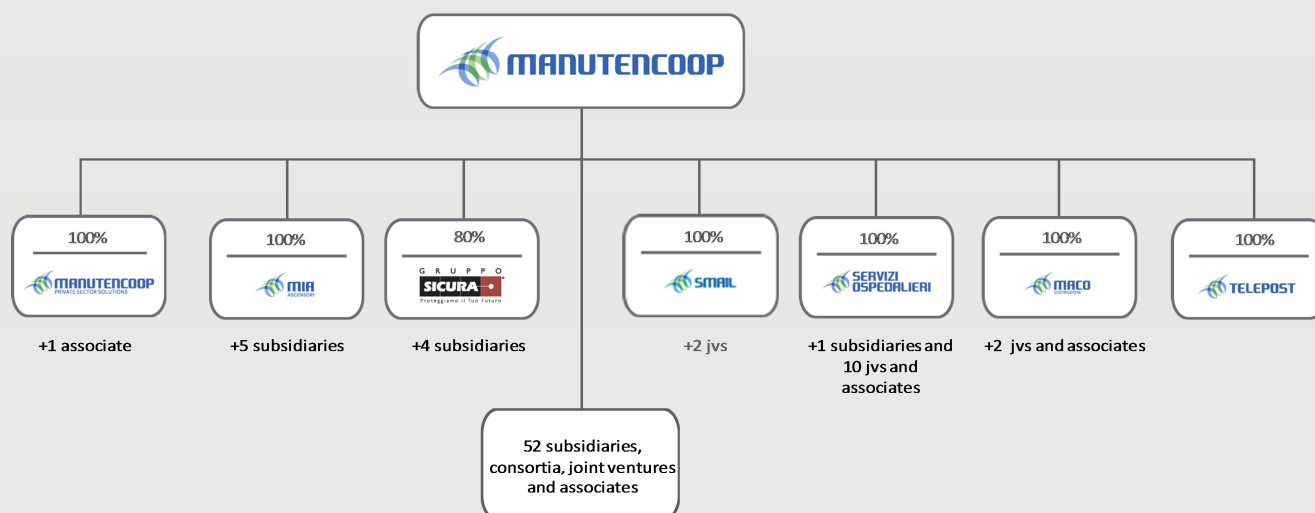 MANUTENCOOP
100%
MANUTENCOOP
PRIVATE SECTOR SOLUTIONS
+1 associate
100%
MIA
ASCENSORI
+5 subsidiaries
80%
GRUPPO
SICURA
Proteggiamo il Tuo Futuro
+4 subsidiaries
100%
SMAIL
+2 jvs
100%
SERVIZI
OSPEDALIERI
+1 subsidiaries and
10 jvs and
associates
100%
MACO
COSTRUZIONI
+2 jvs and associates
100%
TELEPOST
52 subsidiaries,
consortia, joint ventures
and associates